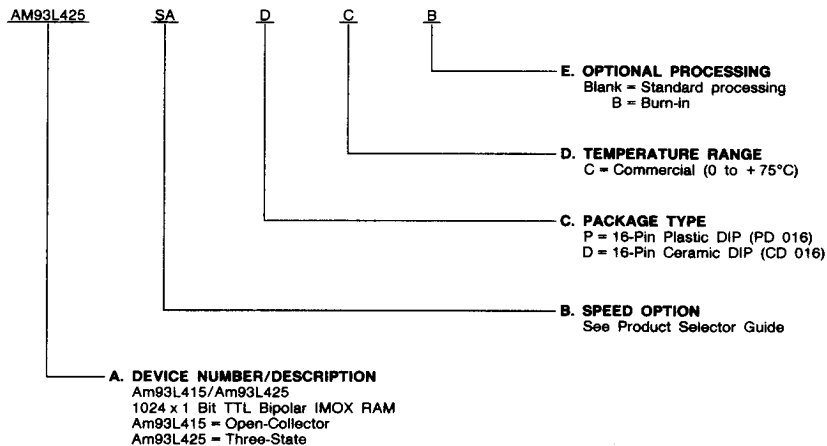 AM93L425 SA D C B
E. OPTIONAL PROCESSING
Blank = Standard processing
B = Burn-in
D. TEMPERATURE RANGE
C = Commercial (0 to +75°C)
C. PACKAGE TYPE
P = 16-Pin Plastic DIP (PD 016)
D = 16-Pin Ceramic DIP (CD 016)
B. SPEED OPTION
See Product Selector Guide
A. DEVICE NUMBER/DESCRIPTION
Am93L415/Am93L425
1024 x 1 Bit TTL Bipolar IMOX RAM
Am93L415 = Open-Collector
Am93L425 = Three-State